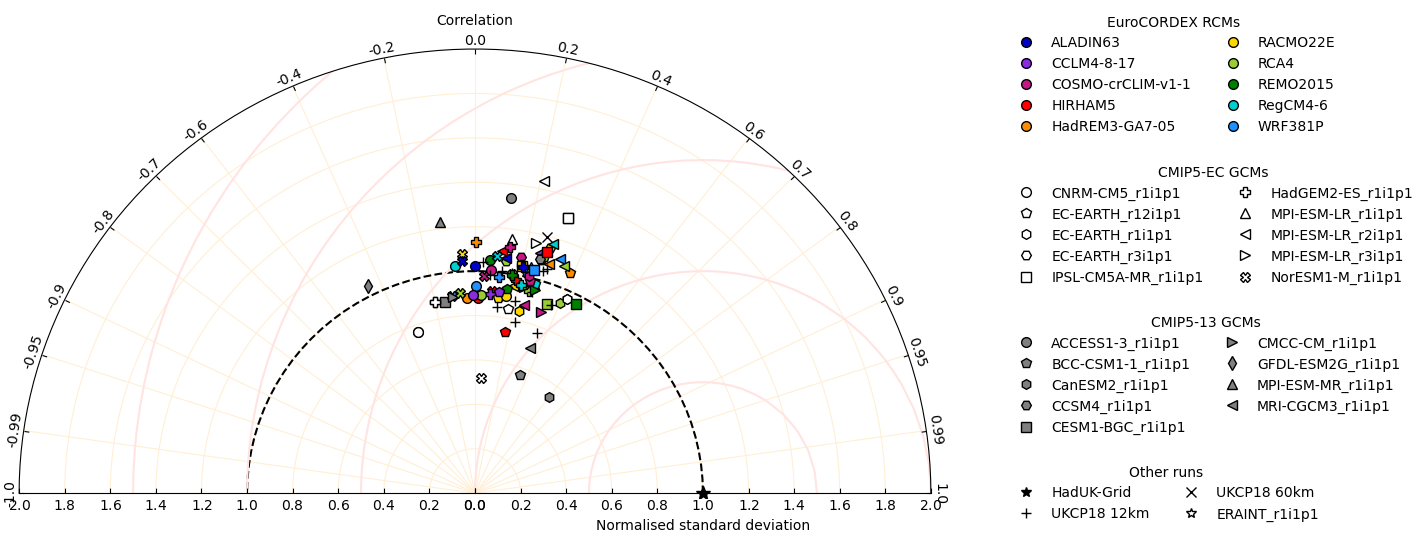 Correlation
-0.2 0.0 0.2
-0.4 0.4
-0.6 0.6
-0.7 0.7
-0.8 0.8
-0.9 0.9
-0.95 0.95
-0.99 0.99
-1.0 1.0
2.0 1.8 1.6 1.4 1.2 1.0 0.8 0.6 0.4 0.2 0.0 0.2 0.4 0.6 0.8 1.0 1.2 1.4 1.6 1.8 2.0
Normalised standard deviation
EuroCORDEX RCMs
ALADIN63 RACMO22E
CCLM4-8-17 RCA4
COSMO-crCLIM-v1-1 REMO2015
HIRHAM5 RegCM4-6
HadREM3-GA7-05 WRF381P
CMIP5-EC GCMs
CNRM-CM5_r1i1p1 HadGEM2-ES_r1i1p1
EC-EARTH_r12i1p1 MPI-ESM-LR_r1i1p1
EC-EARTH_r1i1p1 MPI-ESM-LR_r2i1p1
EC-EARTH_r3i1p1 MPI-ESM-LR_r3i1p1
IPSL-CM5A-MR_r1i1p1 NorESM1-M_r1i1p1
CMIP5-13 GCMs
ACCESS1-3_r1i1p1 CMCC-CM_r1i1p1
BCC-CSM1-1_r1i1p1 GFDL-ESM2G_r1i1p1
CanESM2_r1i1p1 MPI-ESM-MR_r1i1p1
CCSM4_r1i1p1 MRI-CGCM3_r1i1p1
CESM1-BGC_r1i1p1
Other runs
HadUK-Grid UKCP18 60km
UKCP18 12km ERAINT_r1i1p1